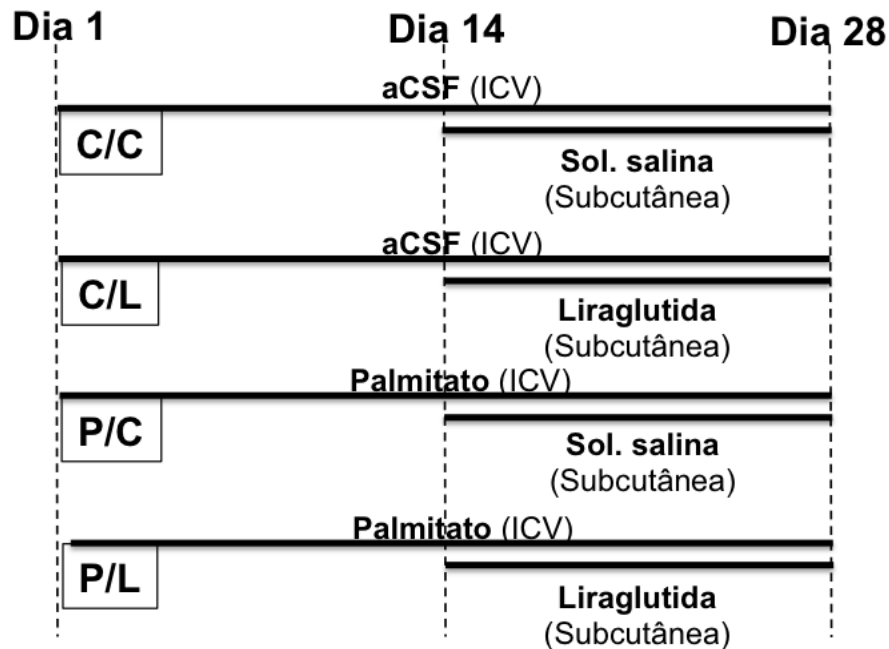 Dia 1 Dia 14 Dia 28
aCSF (ICV)
C/C
Sol. salina
(Subcutânea)
aCSF (ICV)
C/L
Liraglutida
(Subcutânea)
Palmitato (ICV)
P/C
Sol. salina
(Subcutânea)
Palmitato (ICV)
P/L
Liraglutida
(Subcutânea)